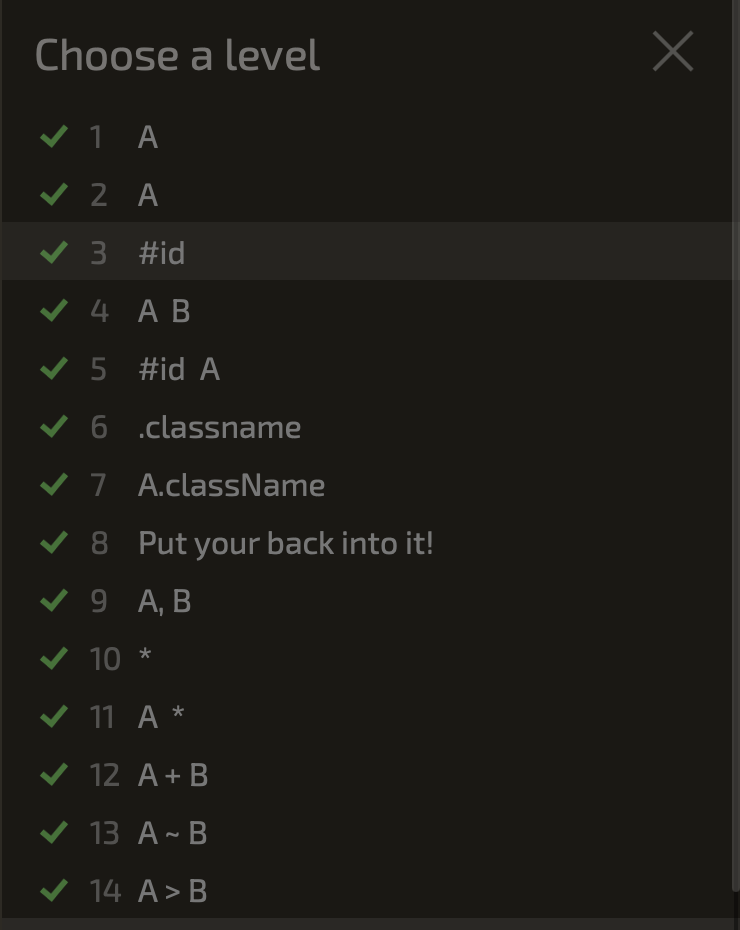 Choose a level
1 A
2 A
3 #id
4 A B
5 #id A
6 .classname
7 A.className
8 Put your back into it!
9 A, B
10 *
11 A *
12 A + B
13 A ~ B
14 A > B